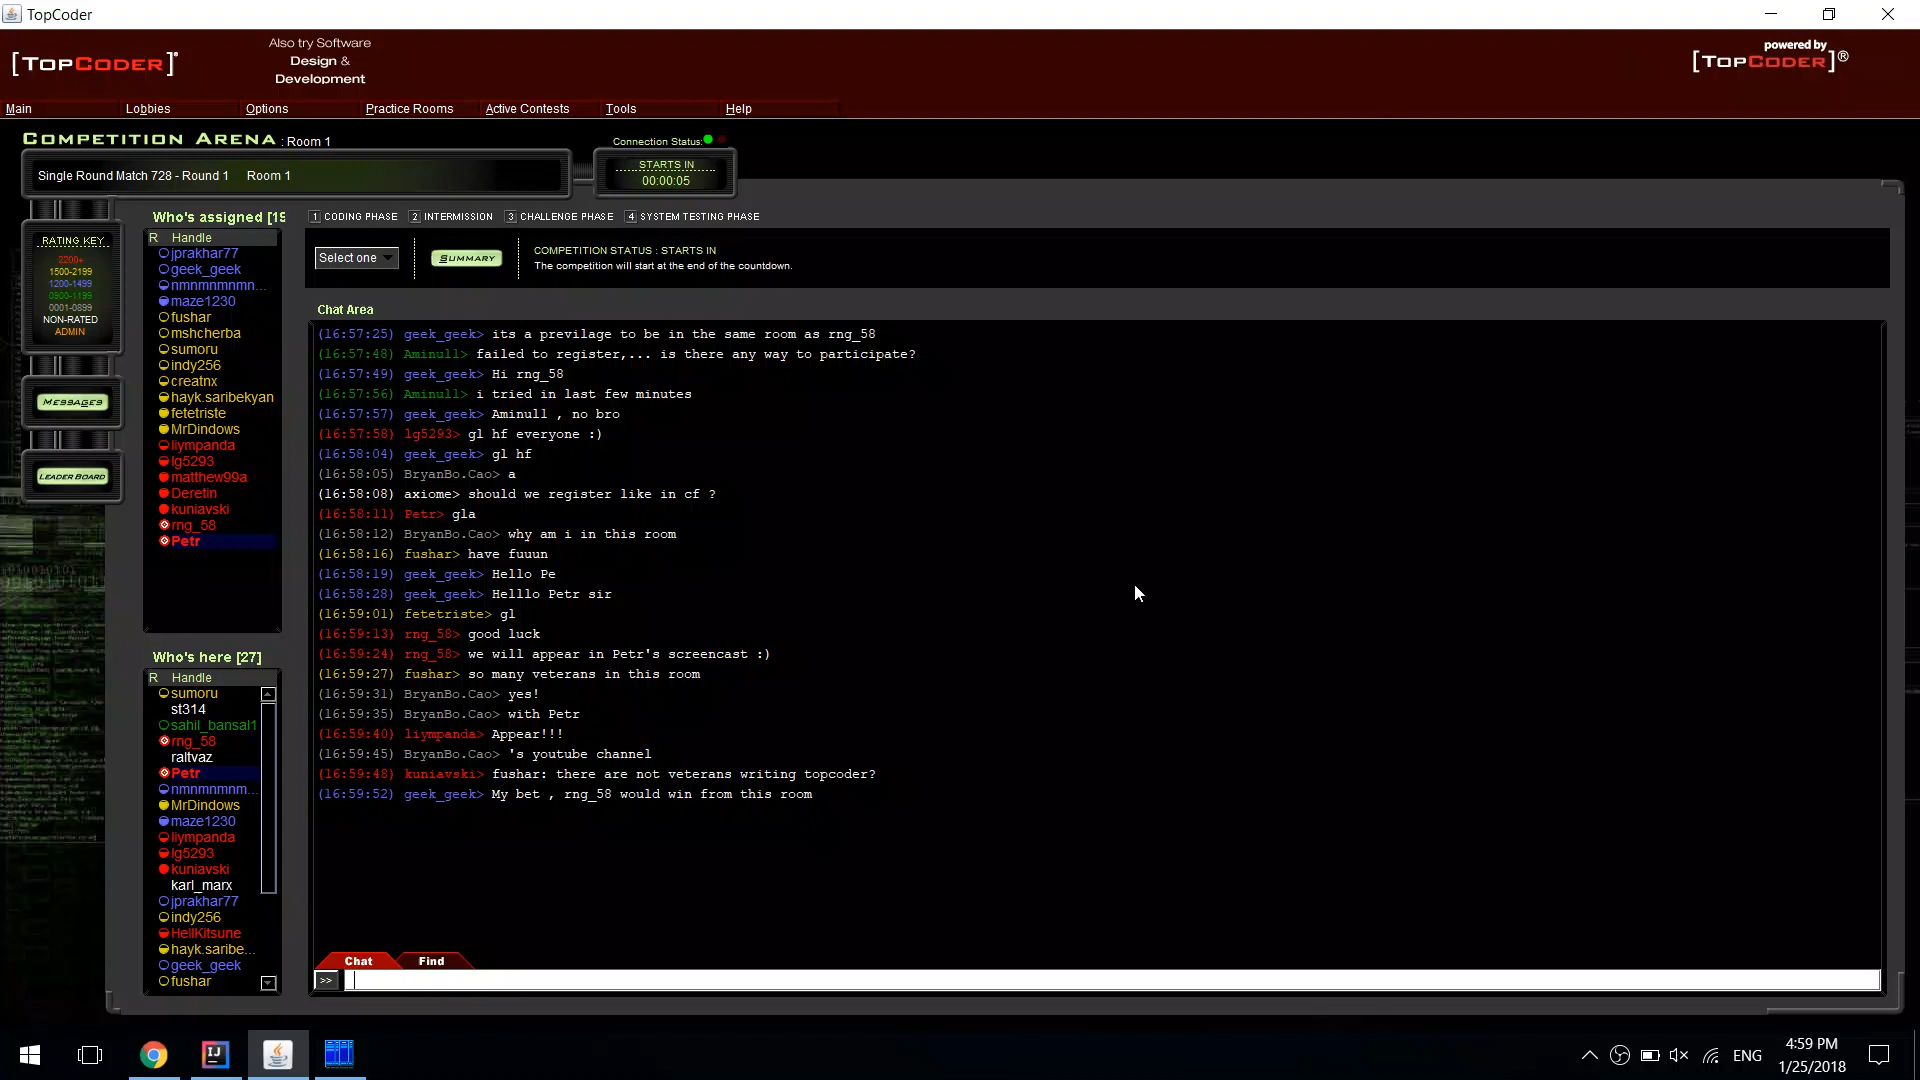 TopCoder
[TOPCODER]
Also try Software
Design &
Development
powered by
[TOPCODER]®
Main Lobbies Options Practice Rooms Active Contests Tools Help
COMPETITION ARENA : Room 1
Connection Status:
Single Round Match 728 - Round 1 Room 1
STARTS IN
00:00:05
RATING KEY
2200+
1500-2199
1200-1499
0900-1199
0001-0899
NON-RATED
ADMIN
MESSAGES
LEADER BOARD
Who's assigned [19
R Handle
jprakhar77
geek_geek
nmnmnmnmn...
maze1230
fushar
mshcherba
sumoru
indy256
creatnx
hayk.saribekyan
fetetriste
MrDindows
liympanda
lg5293
matthew99a
Deretin
kuniavski
rng_58
Petr
Who's here [27]
R Handle
sumoru
st314
sahil_bansal1
rng_58
raltvaz
Petr
nmnmnmnm...
MrDindows
maze1230
liympanda
lg5293
kuniavski
karl_marx
jprakhar77
indy256
HellKitsune
hayk.saribe...
geek_geek
fushar
1 CODING PHASE 2 INTERMISSION 3 CHALLENGE PHASE 4 SYSTEM TESTING PHASE
Select one
SUMMARY
COMPETITION STATUS : STARTS IN
The competition will start at the end of the countdown.
Chat Area
(16:57:25) geek_geek> its a previlage to be in the same room as rng_58
(16:57:48) Aminull> failed to register,... is there any way to participate?
(16:57:49) geek_geek> Hi rng_58
(16:57:56) Aminull> i tried in last few minutes
(16:57:57) geek_geek> Aminull , no bro
(16:57:58) lg5293> gl hf everyone :)
(16:58:04) geek_geek> gl hf
(16:58:05) BryanBo.Cao> a
(16:58:08) axiome> should we register like in cf ?
(16:58:11) Petr> gla
(16:58:12) BryanBo.Cao> why am i in this room
(16:58:16) fushar> have fuuun
(16:58:19) geek_geek> Hello Pe
(16:58:28) geek_geek> Helllo Petr sir
(16:59:01) fetetriste> gl
(16:59:13) rng_58> good luck
(16:59:24) rng_58> we will appear in Petr's screencast :)
(16:59:27) fushar> so many veterans in this room
(16:59:31) BryanBo.Cao> yes!
(16:59:35) BryanBo.Cao> with Petr
(16:59:40) liympanda> Appear!!!
(16:59:45) BryanBo.Cao> 's youtube channel
(16:59:48) kuniavski> fushar: there are not veterans writing topcoder?
(16:59:52) geek_geek> My bet , rng_58 would win from this room
Chat Find
>>
ENG
4:59 PM
1/25/2018